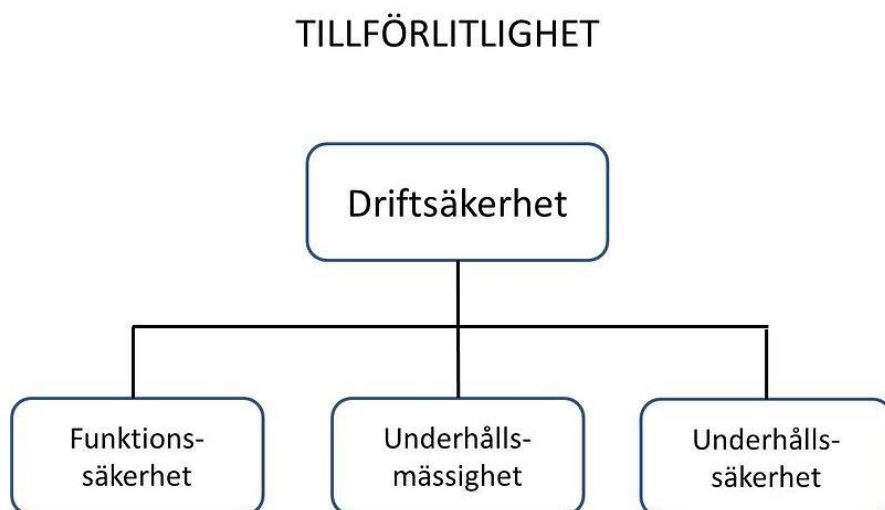 TILLFÖRLITLIGHET
Driftsäkerhet
Funktions-
säkerhet
Underhålls-
mässighet
Underhålls-
säkerhet